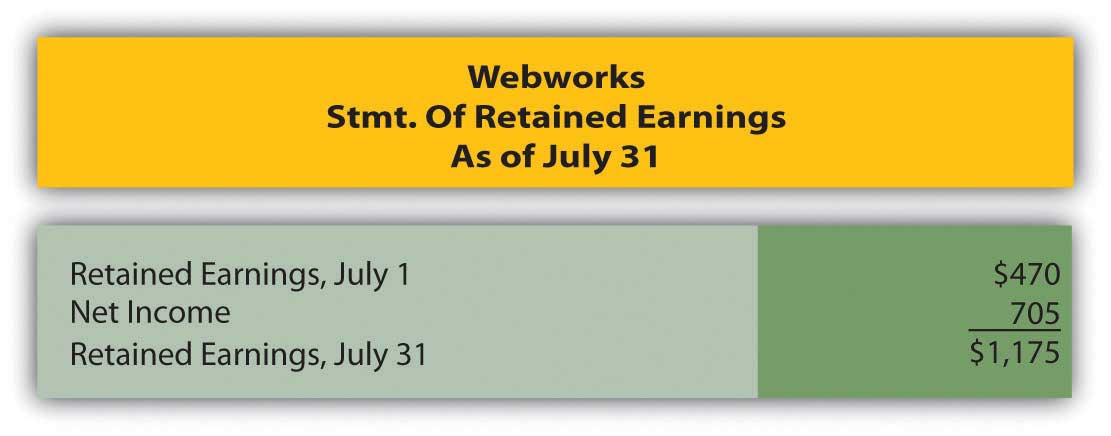 Webworks
Stmt. Of Retained Earnings
As of July 31
Retained Earnings, July 1 $470
Net Income 705
Retained Earnings, July 31 $1,175